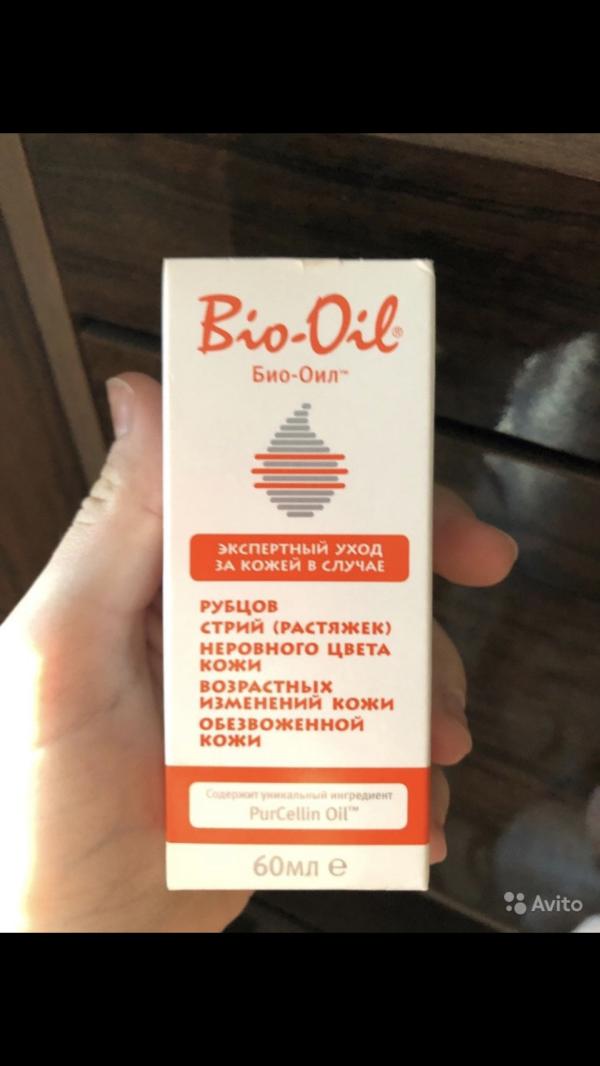 Bio-Oil®
Био-Оил™
ЭКСПЕРТНЫЙ УХОД
ЗА КОЖЕЙ В СЛУЧАЕ
РУБЦОВ
СТРИЙ (РАСТЯЖЕК)
НЕРОВНОГО ЦВЕТА
КОЖИ
ВОЗРАСТНЫХ
ИЗМЕНЕНИЙ КОЖИ
ОБЕЗВОЖЕННОЙ
КОЖИ
Содержит уникальный ингредиент
PurCellin Oil™
60мл ℮
Avito